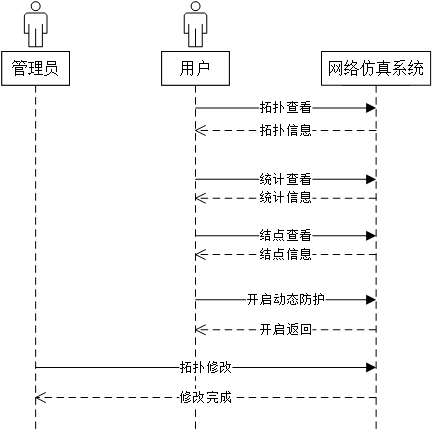 管理员
用户
网络仿真系统
拓扑查看
拓扑信息
统计查看
统计信息
结点查看
结点信息
开启动态防护
开启返回
拓扑修改
修改完成